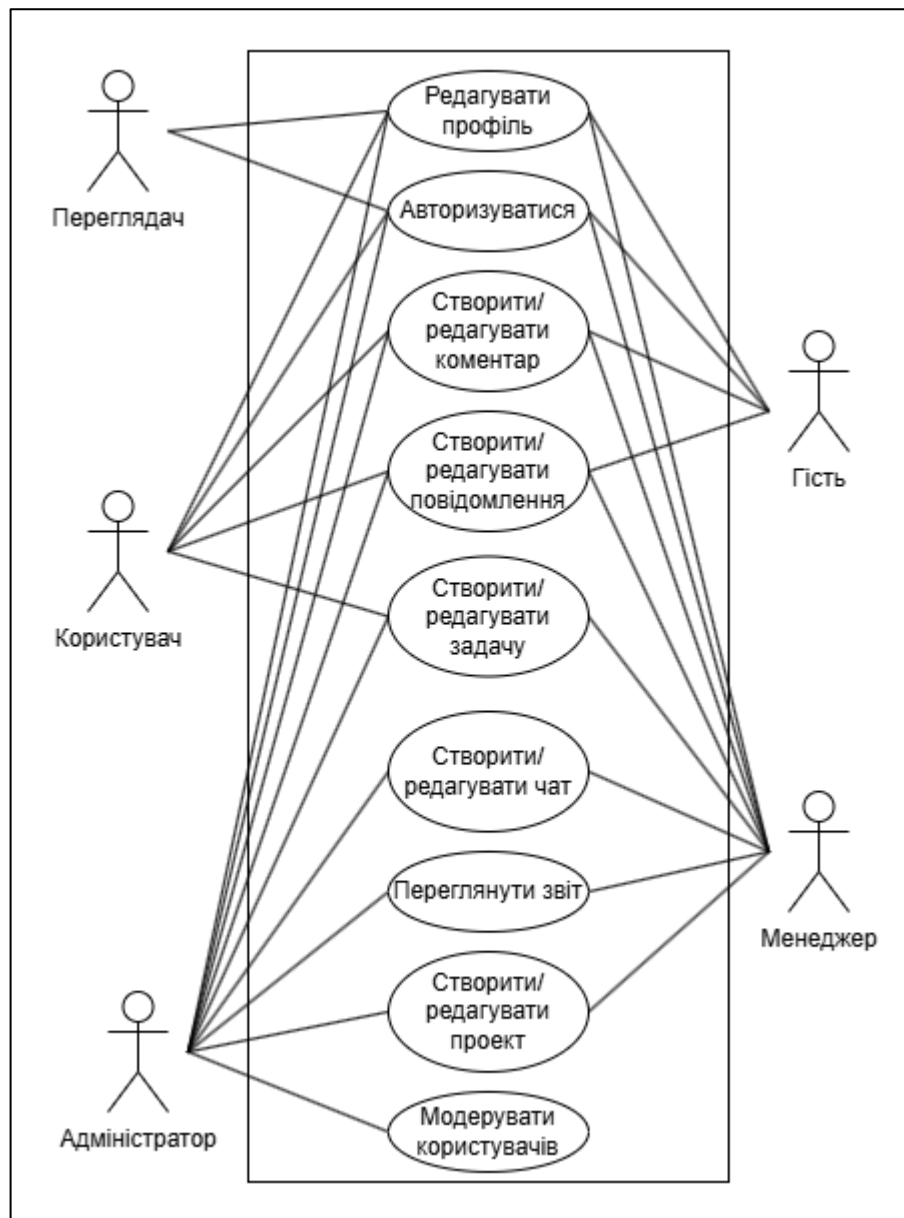 Редагувати
профіль
Переглядач
Авторизуватися
Створити/
редагувати
коментар
Гість
Створити/
редагувати
повідомлення
Користувач
Створити/
редагувати
задачу
Створити/
редагувати чат
Менеджер
Переглянути звіт
Створити/
редагувати
проект
Адміністратор
Модерувати
користувачів